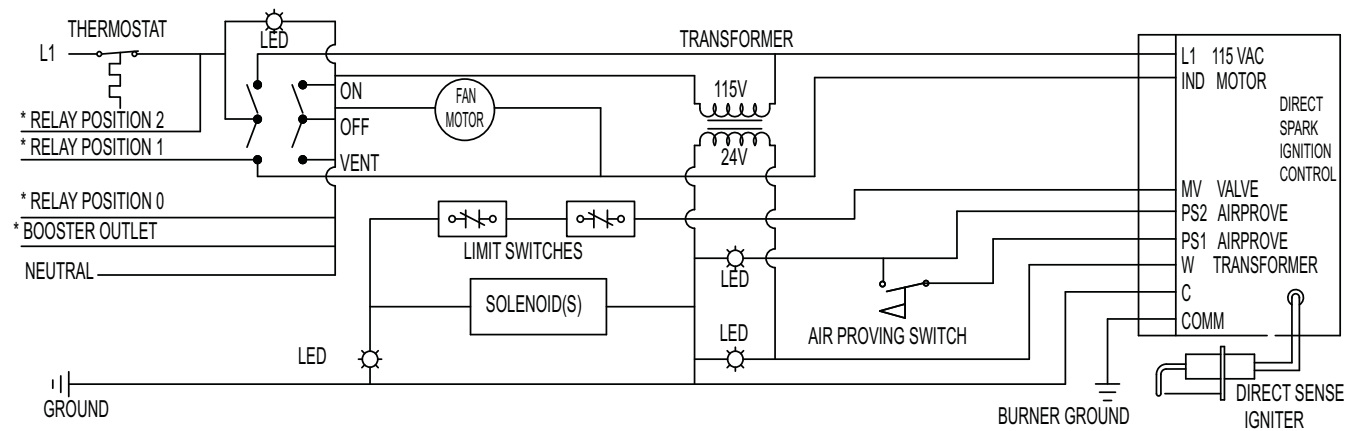 THERMOSTAT
L1
LED
* RELAY POSITION 2
* RELAY POSITION 1
* RELAY POSITION 0
* BOOSTER OUTLET
NEUTRAL
ON
OFF
VENT
FAN
MOTOR
TRANSFORMER
115V
24V
LIMIT SWITCHES
SOLENOID(S)
LED
LED
LED
AIR PROVING SWITCH
GROUND
L1 115 VAC
IND MOTOR
DIRECT
SPARK
IGNITION
CONTROL
MV VALVE
PS2 AIRPROVE
PS1 AIRPROVE
W TRANSFORMER
C
COMM
BURNER GROUND
DIRECT SENSE
IGNITER